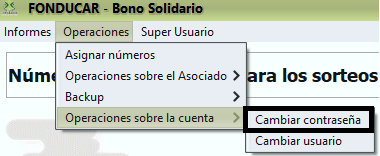 FONDUCAR - Bono Solidario
Informes Operaciones Super Usuario
Asignar números
Operaciones sobre el Asociado
Backup
Operaciones sobre la cuenta
Cambiar contraseña
Cambiar usuario
Núme
ra los sorteos